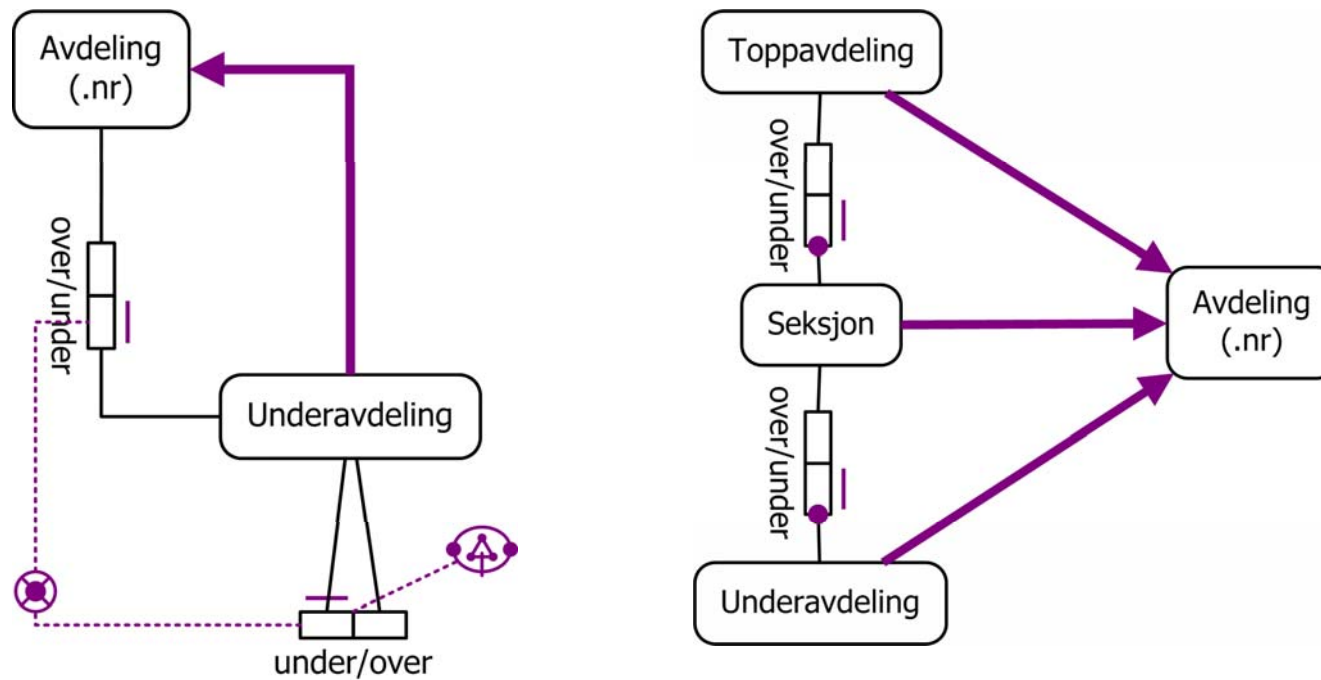 Avdeling
(.nr)
over/under
Underavdeling
under/over
Toppavdeling
over/under
Seksjon
over/under
Underavdeling
Avdeling
(.nr)